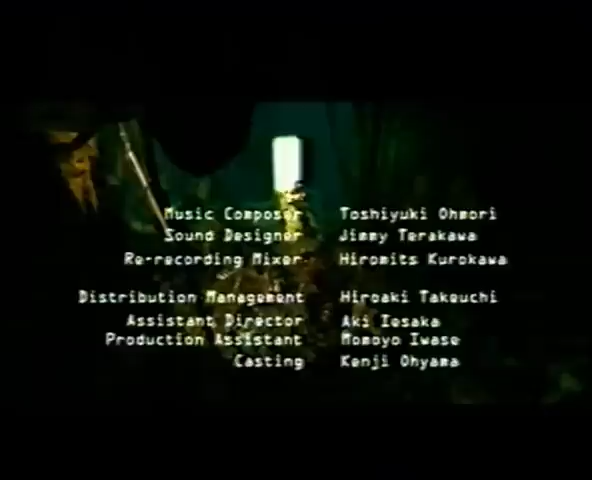 Music Composer Toshiyuki Ohmori
Sound Designer Jimmy Terakawa
Re-recording Mixer Hiromits Kurokawa
Distribution Management Hiroaki Takeuchi
Assistant Director Aki Iesaka
Production Assistant Momoyo Iwase
Casting Kenji Ohyama